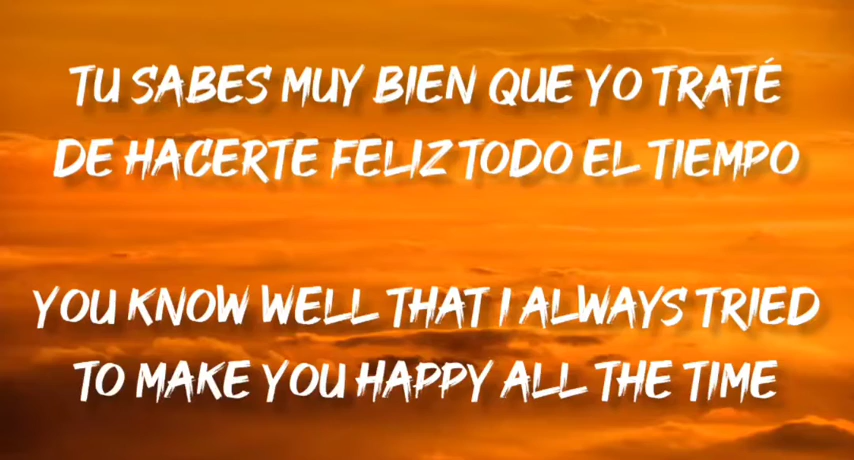 TU SABES MUY BIEN QUE YO TRATÉ
DE HACERTE FELIZ TODO EL TIEMPO
YOU KNOW WELL THAT I ALWAYS TRIED
TO MAKE YOU HAPPY ALL THE TIME